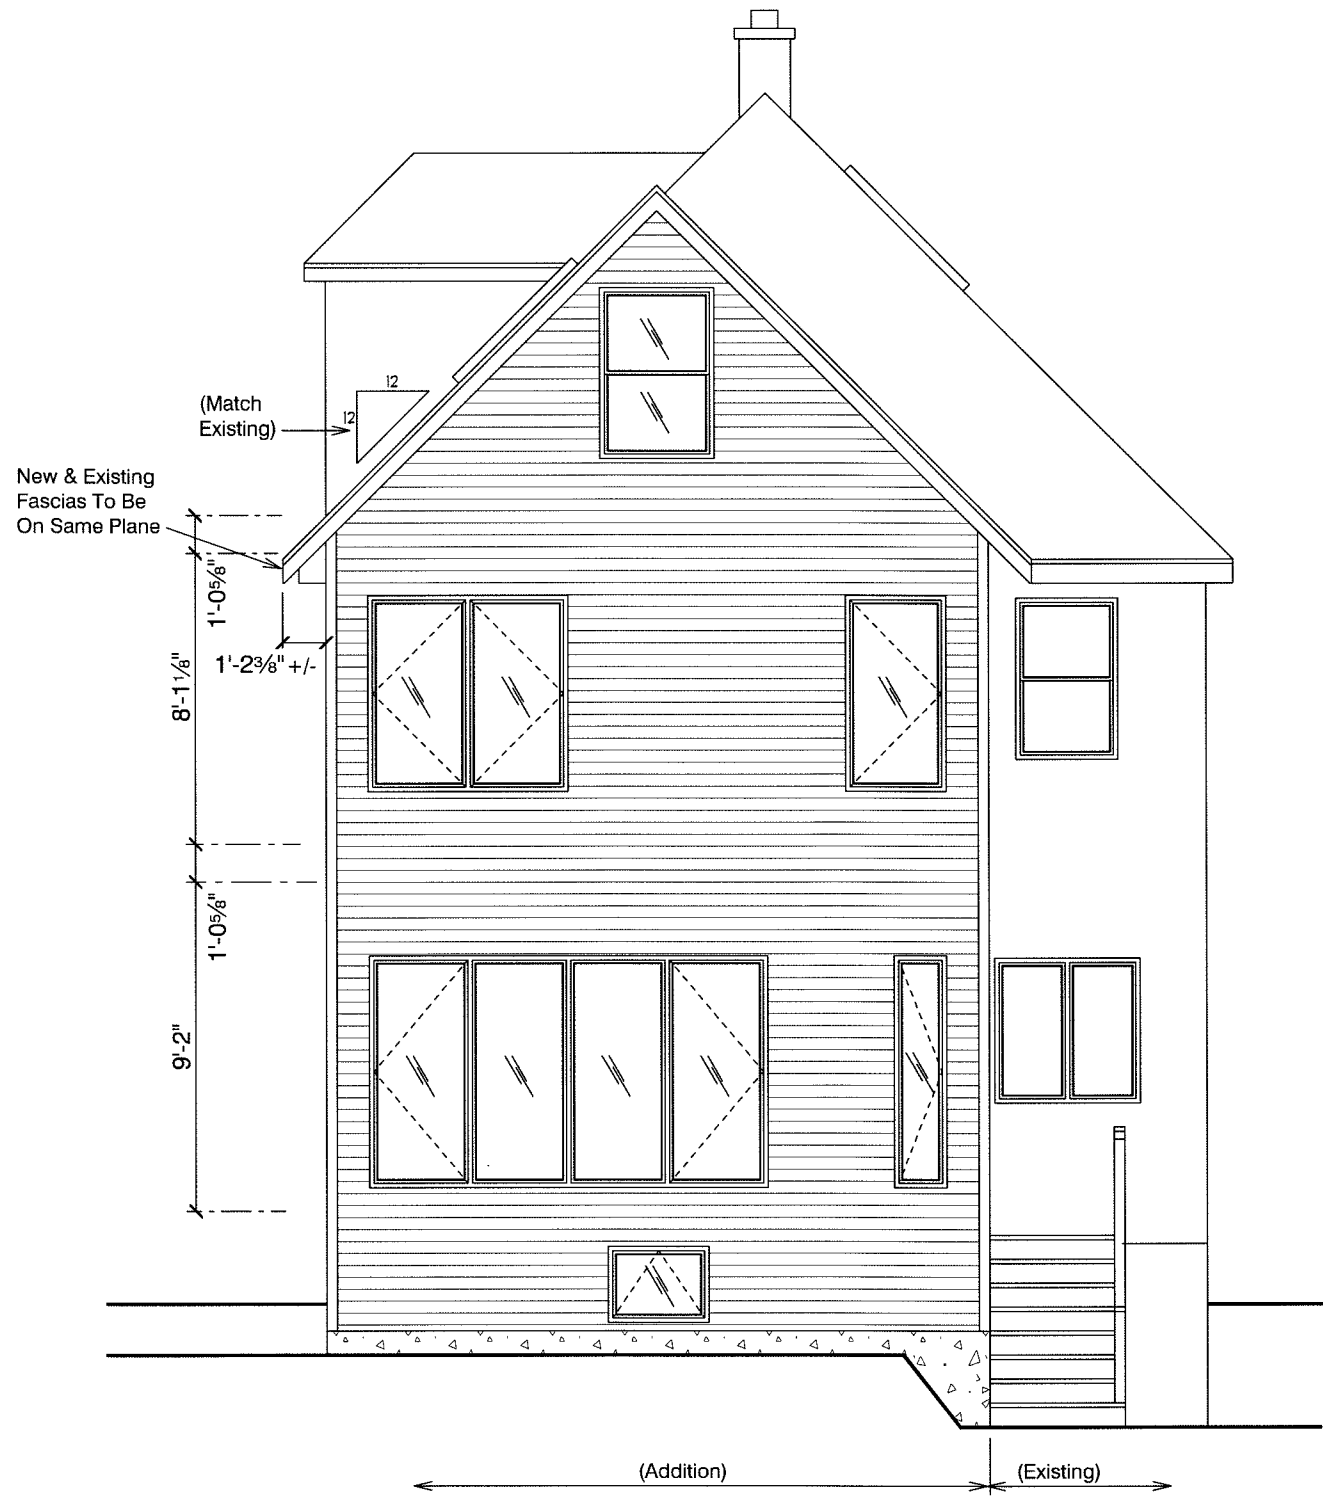 12
12
(Match
Existing)
New & Existing
Fascias To Be
On Same Plane
1'-0⅝"
1'-2⅜" +/-
8'-1⅛"
1'-0⅝"
9'-2"
(Addition)
(Existing)